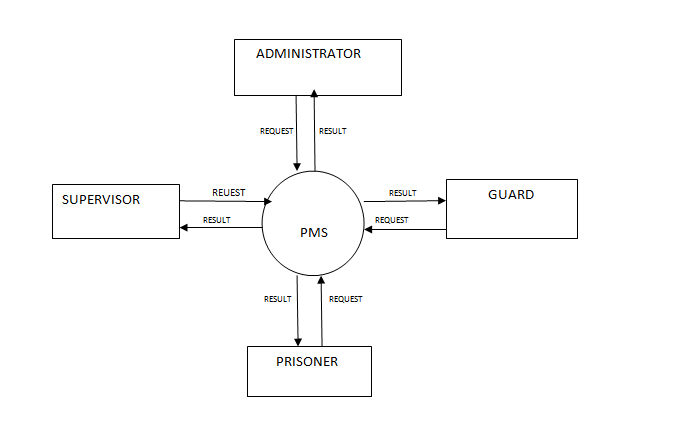 ADMINISTRATOR
REQUEST
RESULT
SUPERVISOR
REUEST
RESULT
PMS
RESULT
REQUEST
GUARD
RESULT
REQUEST
PRISONER